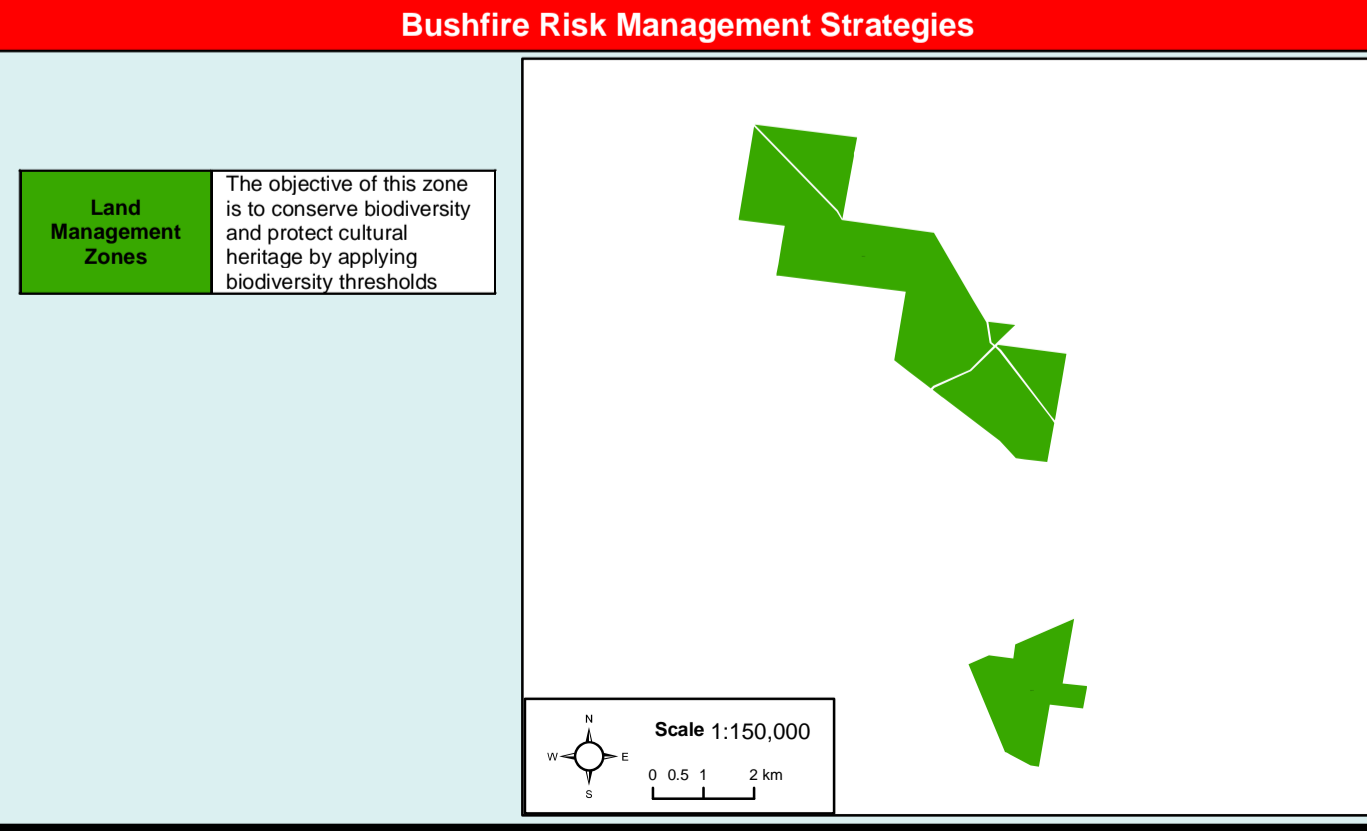 Bushfire Risk Management Strategies
Land
Management
Zones
The objective of this zone
is to conserve biodiversity
and protect cultural
heritage by applying
biodiversity thresholds
N
W E
S
Scale 1:150,000
0 0.5 1 2 km